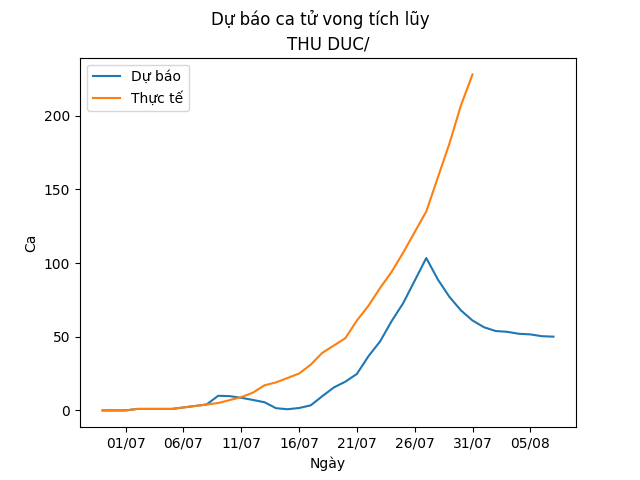 Dự báo ca tử vong tích lũy
THU DUC/
Dự báo
Thực tế
200
150
100
50
0
Ca
01/07 06/07 11/07 16/07 21/07 26/07 31/07 05/08
Ngày